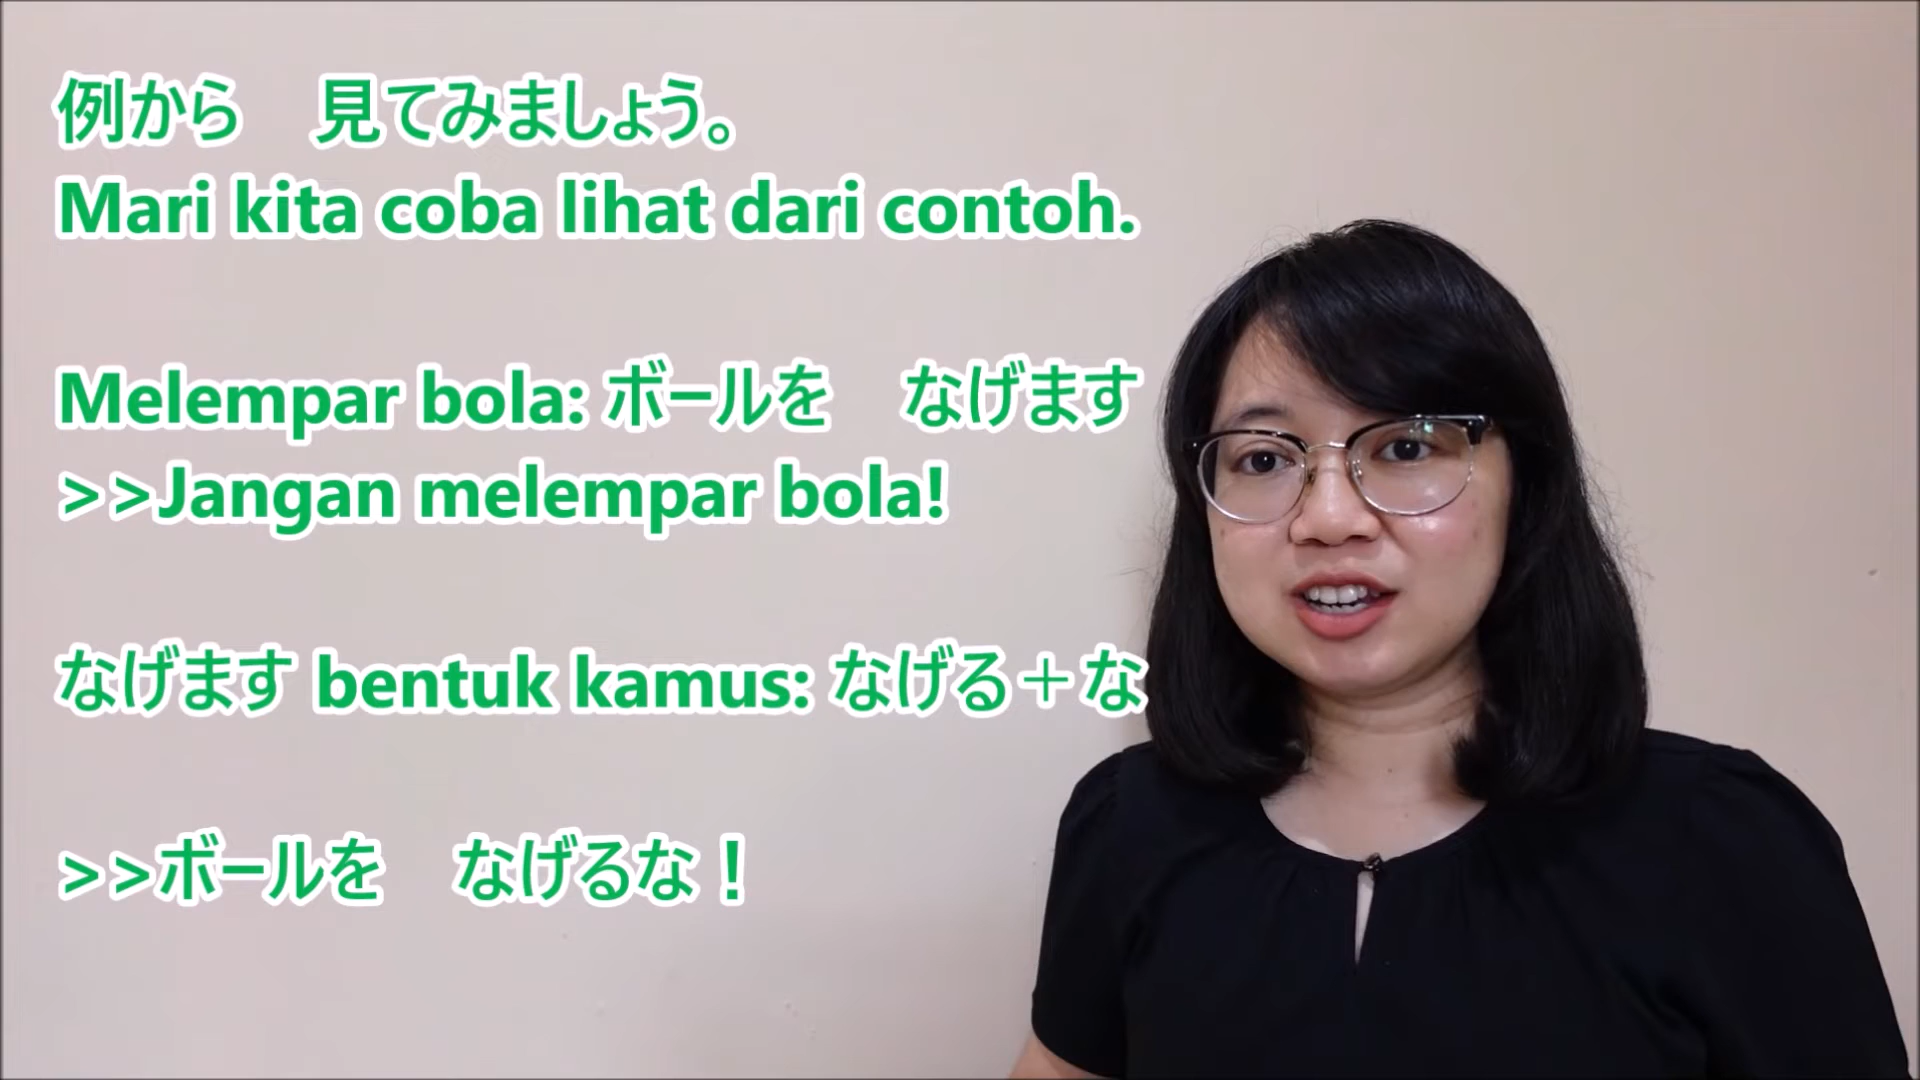 例から　見てみましょう。
Mari kita coba lihat dari contoh.
Melempar bola: ボールを　なげます
>>Jangan melempar bola!
なげます bentuk kamus: なげる＋な
>>ボールを　なげるな！